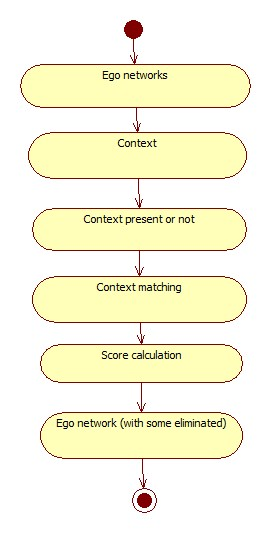 Ego networks
Context
Context present or not
Context matching
Score calculation
Ego network (with some eliminated)